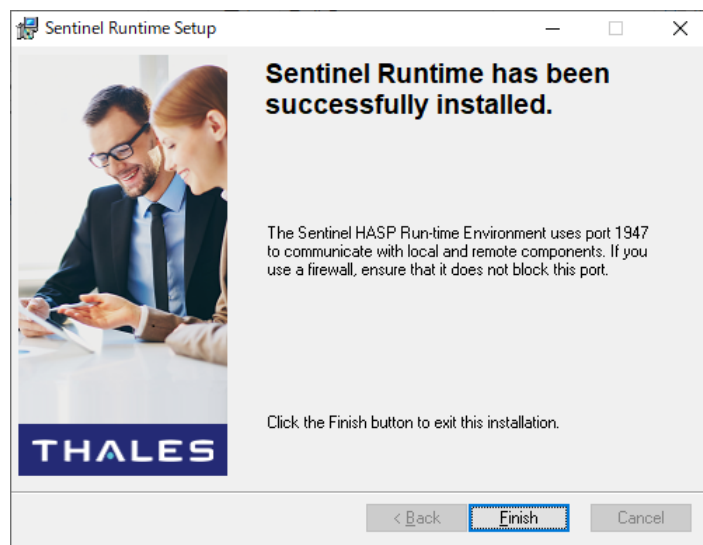 Sentinel Runtime Setup
Sentinel Runtime has been
successfully installed.
The Sentinel HASP Run-time Environment uses port 1947
to communicate with local and remote components. If you
use a firewall, ensure that it does not block this port.
Click the Finish button to exit this installation.
THALES
< Back
Finish
Cancel